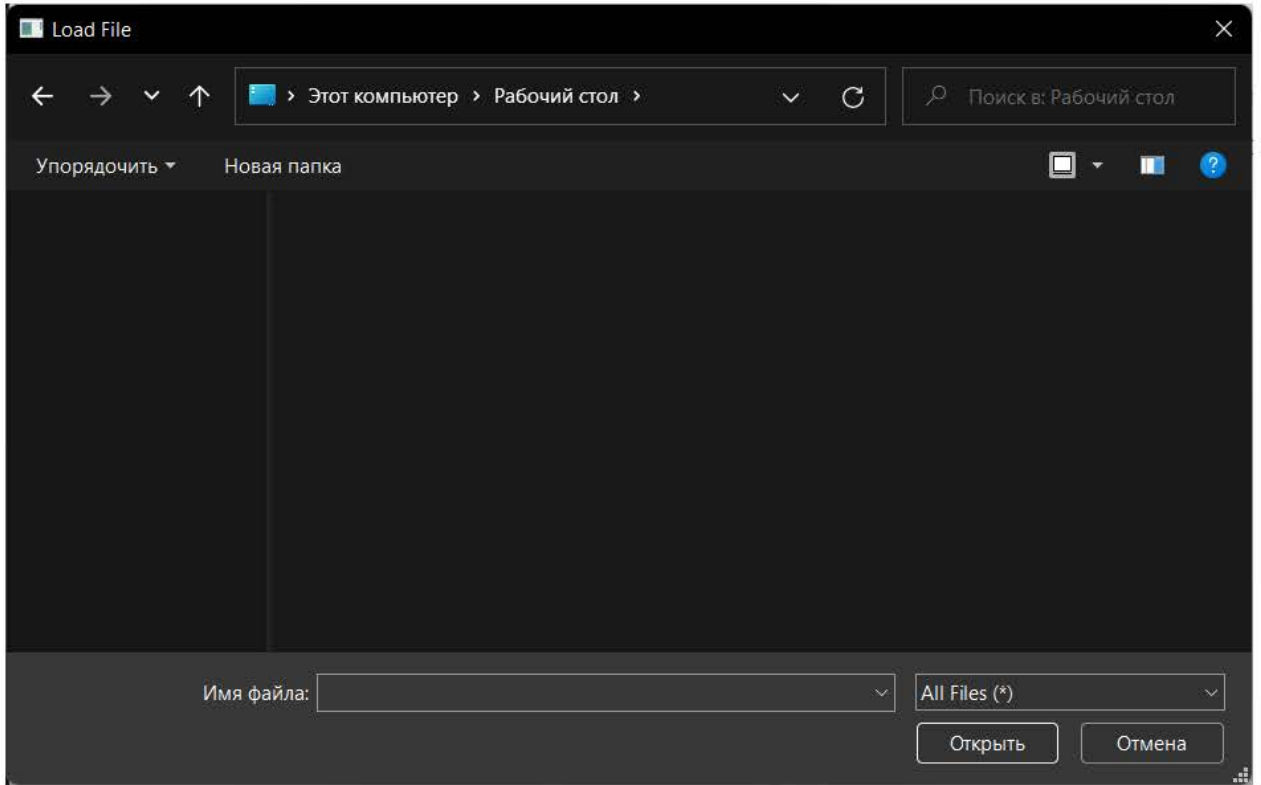 Load File
Этот компьютер Рабочий стол
Поиск в: Рабочий стол
Упорядочить Новая папка
?
Имя файла:
All Files (*)
Открыть Отмена